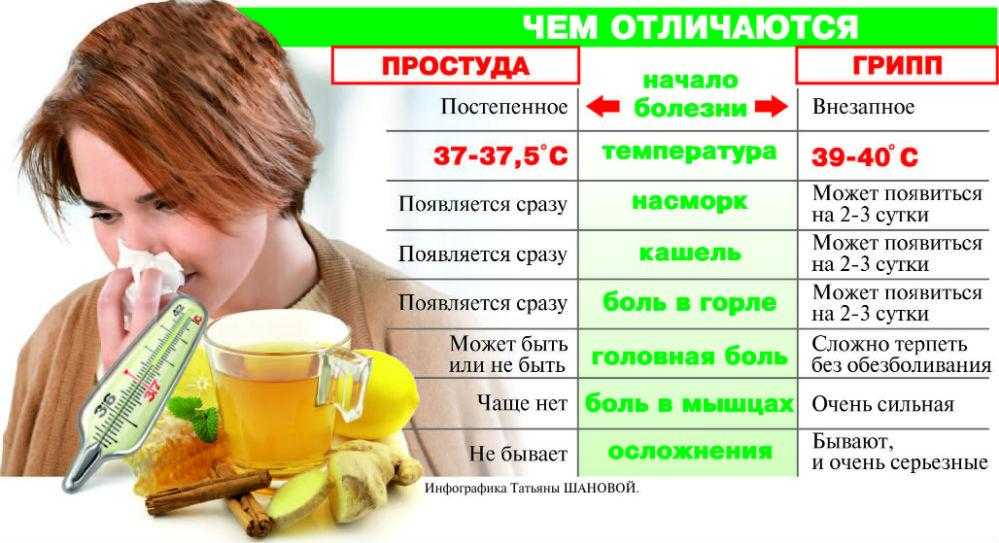 ЧЕМ ОТЛИЧАЮТСЯ
ПРОСТУДА
ГРИПП
Постепенное
начало
болезни
Внезапное
37-37,5°С
температура
39-40°С
Появляется сразу
насморк
Может появиться
на 2-3 сутки
Появляется сразу
кашель
Может появиться
на 2-3 сутки
Появляется сразу
боль в горле
Может появиться
на 2-3 сутки
Может быть
или не быть
головная боль
Сложно терпеть
без обезболивания
Чаще нет
боль в мышцах
Очень сильная
Не бывает
осложнения
Бывают,
и очень серьезные
Инфографика Татьяны ШАНОВОЙ.
36
37
42